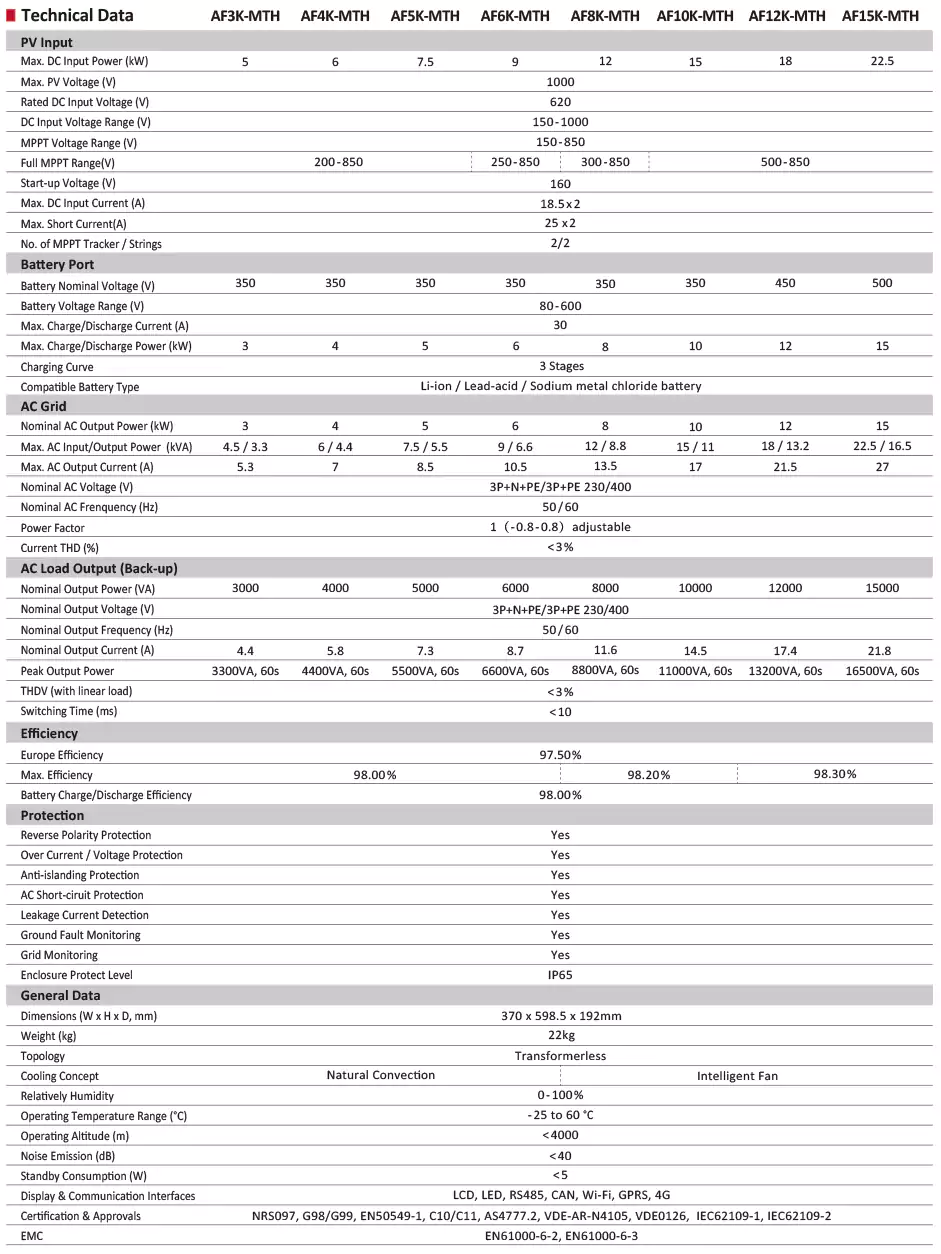 Technical Data AF3K-MTH AF4K-MTH AF5K-MTH AF6K-MTH AF8K-MTH AF10K-MTH AF12K-MTH AF15K-MTH
PV Input
Max. DC Input Power (kW) 5 6 7.5 9 12 15 18 22.5
Max. PV Voltage (V) 1000
Rated DC Input Voltage (V) 620
DC Input Voltage Range (V) 150-1000
MPPT Voltage Range (V) 150-850
Full MPPT Range(V) 200-850 250-850 300-850 500-850
Start-up Voltage (V) 160
Max. DC Input Current (A) 18.5x2
Max. Short Current(A) 25 x2
No. of MPPT Tracker / Strings 2/2
Battery Port
Battery Nominal Voltage (V) 350 350 350 350 350 350 450 500
Battery Voltage Range (V) 80-600
Max. Charge/Discharge Current (A) 30
Max. Charge/Discharge Power (kW) 3 4 5 6 8 10 12 15
Charging Curve 3 Stages
Compatible Battery Type Li-ion / Lead-acid / Sodium metal chloride battery
AC Grid
Nominal AC Output Power (kW) 3 4 5 6 8 10 12 15
Max. AC Input/Output Power (kVA) 4.5 / 3.3 6 / 4.4 7.5 / 5.5 9 / 6.6 12 / 8.8 15 / 11 18 / 13.2 22.5 / 16.5
Max. AC Output Current (A) 5.3 7 8.5 10.5 13.5 17 21.5 27
Nominal AC Voltage (V) 3P+N+PE/3P+PE 230/400
Nominal AC Frenquency (Hz) 50/60
Power Factor 1（-0.8-0.8）adjustable
Current THD (%) <3%
AC Load Output (Back-up)
Nominal Output Power (VA) 3000 4000 5000 6000 8000 10000 12000 15000
Nominal Output Voltage (V) 3P+N+PE/3P+PE 230/400
Nominal Output Frequency (Hz) 50/60
Nominal Output Current (A) 4.4 5.8 7.3 8.7 11.6 14.5 17.4 21.8
Peak Output Power 3300VA, 60s 4400VA, 60s 5500VA, 60s 6600VA, 60s 8800VA, 60s 11000VA, 60s 13200VA, 60s 16500VA, 60s
THDV (with linear load) <3%
Switching Time (ms) <10
Efficiency
Europe Efficiency 97.50%
Max. Efficiency 98.00% 98.20% 98.30%
Battery Charge/Discharge Efficiency 98.00%
Protection
Reverse Polarity Protection Yes
Over Current / Voltage Protection Yes
Anti-islanding Protection Yes
AC Short-ciruit Protection Yes
Leakage Current Detection Yes
Ground Fault Monitoring Yes
Grid Monitoring Yes
Enclosure Protect Level IP65
General Data
Dimensions (W x H x D, mm) 370 x 598.5 x 192mm
Weight (kg) 22kg
Topology Transformerless
Cooling Concept Natural Convection Intelligent Fan
Relatively Humidity 0-100%
Operating Temperature Range (°C) -25 to 60 °C
Operating Altitude (m) <4000
Noise Emission (dB) <40
Standby Consumption (W) <5
Display & Communication Interfaces LCD, LED, RS485, CAN, Wi-Fi, GPRS, 4G
Certification & Approvals NRS097, G98/G99, EN50549-1, C10/C11, AS4777.2, VDE-AR-N4105, VDE0126, IEC62109-1, IEC62109-2
EMC EN61000-6-2, EN61000-6-3